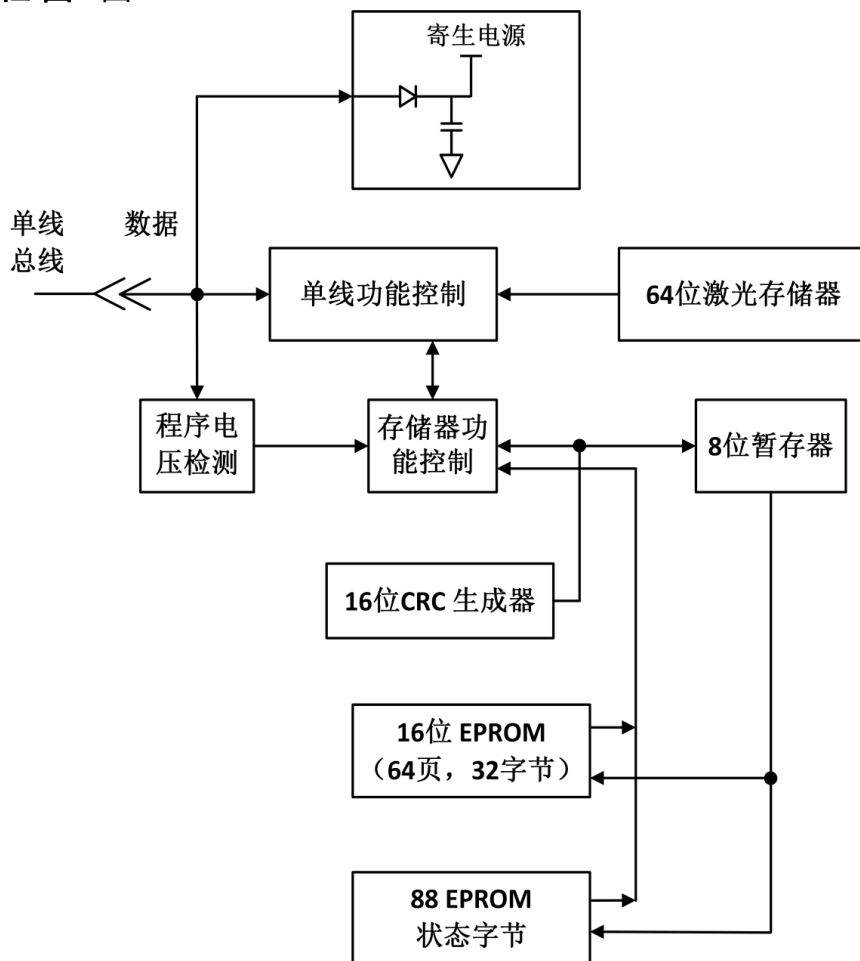 寄生电源
单线
总线
数据
单线功能控制
64位激光存储器
程序电
压检测
存储器功
能控制
8位暂存器
16位CRC 生成器
16位 EPROM
（64页，32字节）
88 EPROM
状态字节